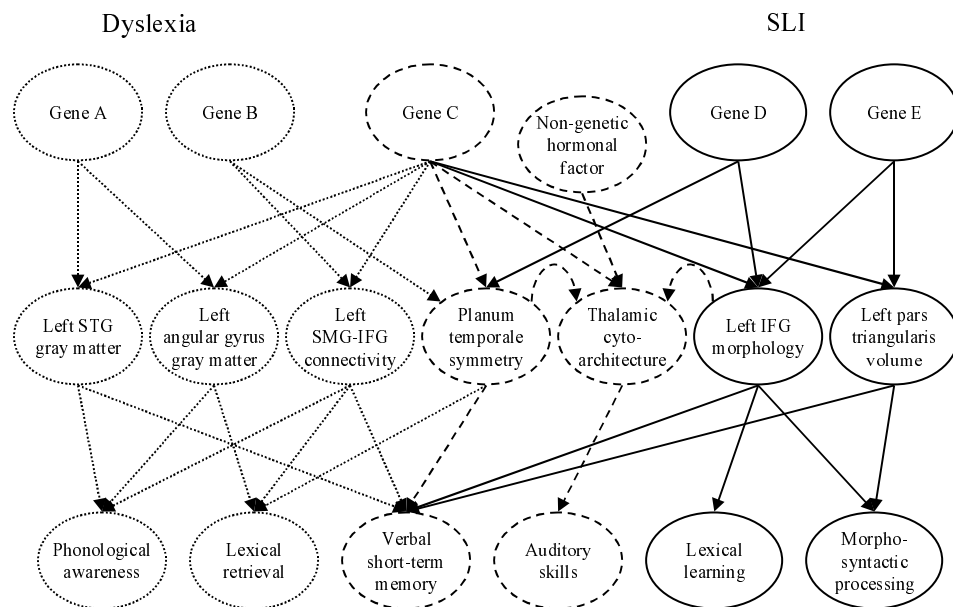 Dyslexia
SLI
Gene A
Gene B
Gene C
Non-genetic
hormonal
factor
Gene D
Gene E
Left STG
gray matter
Left
angular gyrus
gray matter
Left
SMG-IFG
connectivity
Planum
temporale
symmetry
Thalamic
cyto-
architecture
Left IFG
morphology
Left pars
triangularis
volume
Phonological
awareness
Lexical
retrieval
Verbal
short-term
memory
Auditory
skills
Lexical
learning
Morpho-
syntactic
processing